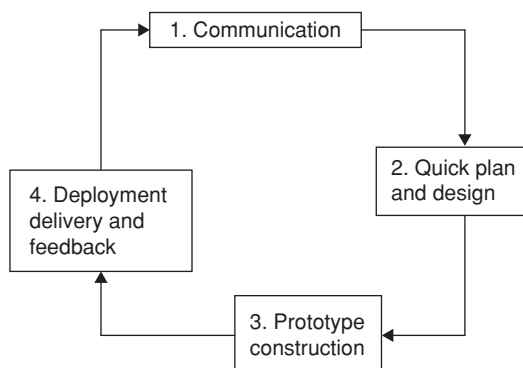 1. Communication
2. Quick plan
and design
3. Prototype
construction
4. Deployment
delivery and
feedback